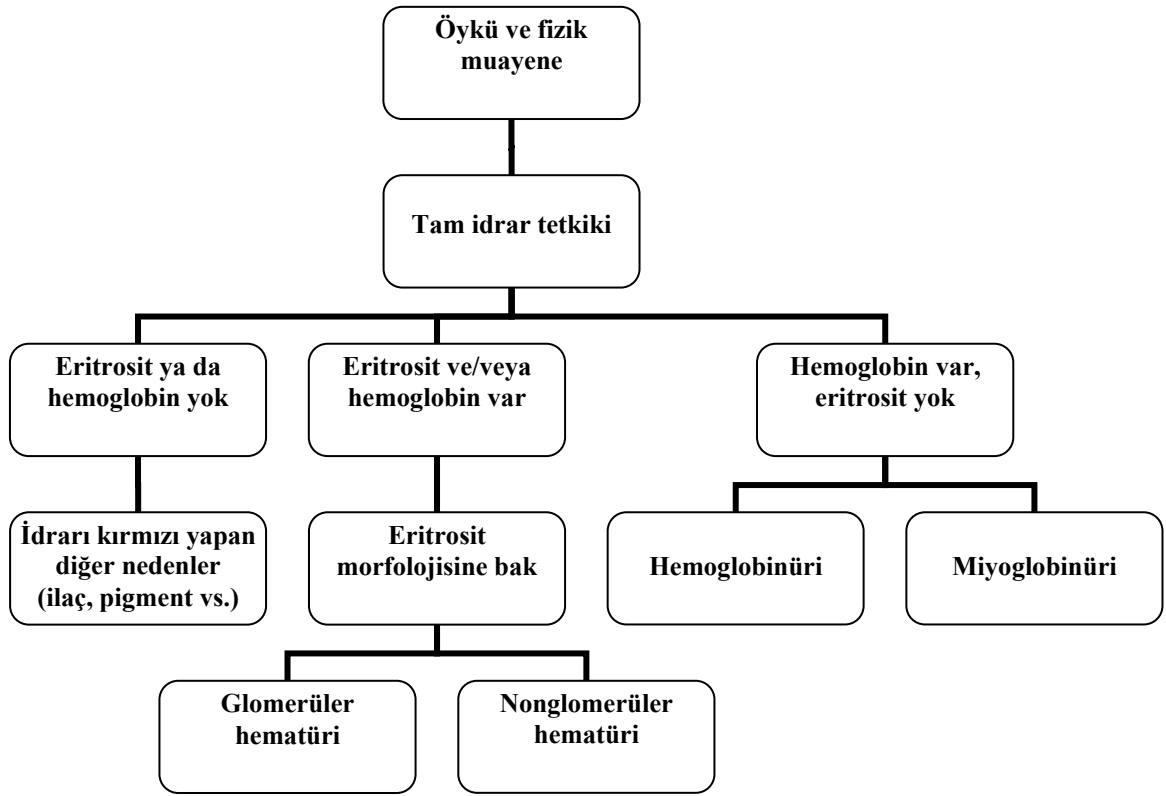 Öykü ve fizik
muayene
Tam idrar tetkiki
Eritrosit ya da
hemoglobin yok
Eritrosit ve/veya
hemoglobin var
Hemoglobin var,
eritrosit yok
İdrarı kırmızı yapan
diğer nedenler
(ilaç, pigment vs.)
Eritrosit
morfolojisine bak
Hemoglobinüri
Miyoglobinüri
Glomerüler
hematüri
Nonglomerüler
hematüri